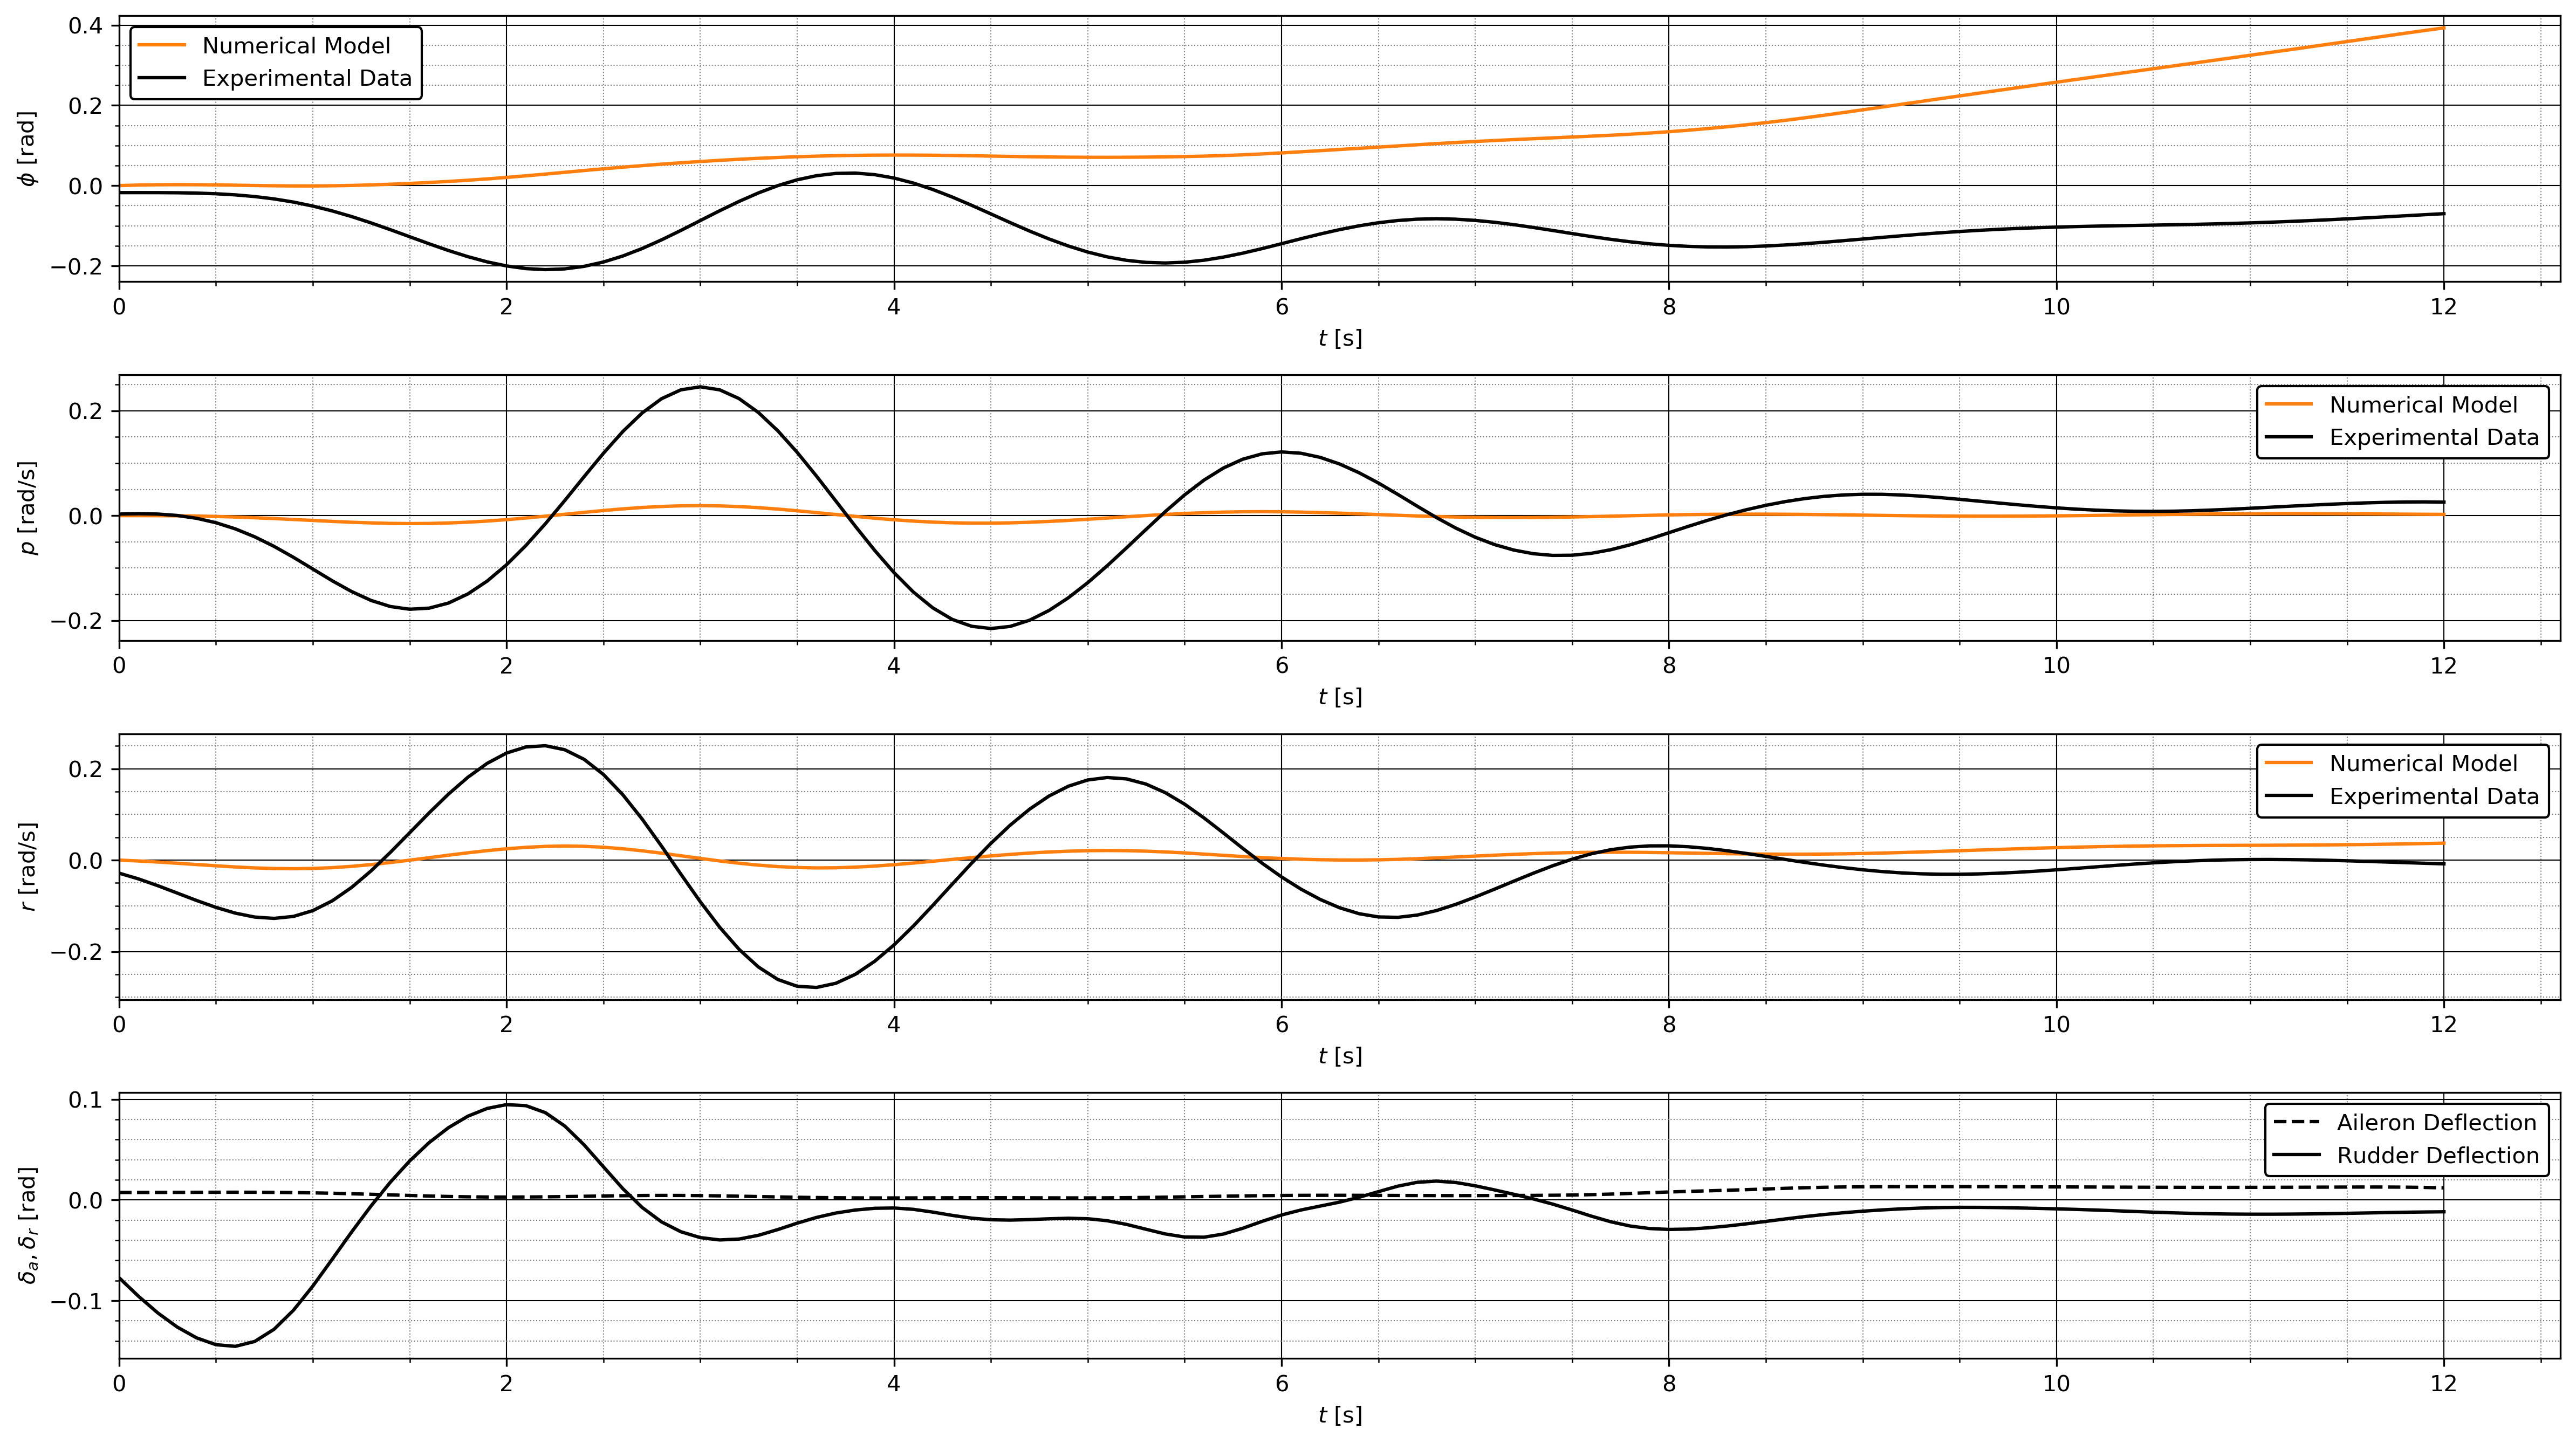 0.4
0.2
0.0
−0.2
ϕ [rad]
Numerical Model
Experimental Data
0 2 4 6 8 10 12
t [s]
0.2
0.0
−0.2
p [rad/s]
Numerical Model
Experimental Data
0 2 4 6 8 10 12
t [s]
0.2
0.0
−0.2
r [rad/s]
Numerical Model
Experimental Data
0 2 4 6 8 10 12
t [s]
0.1
0.0
−0.1
δa, δr [rad]
Aileron Deflection
Rudder Deflection
0 2 4 6 8 10 12
t [s]